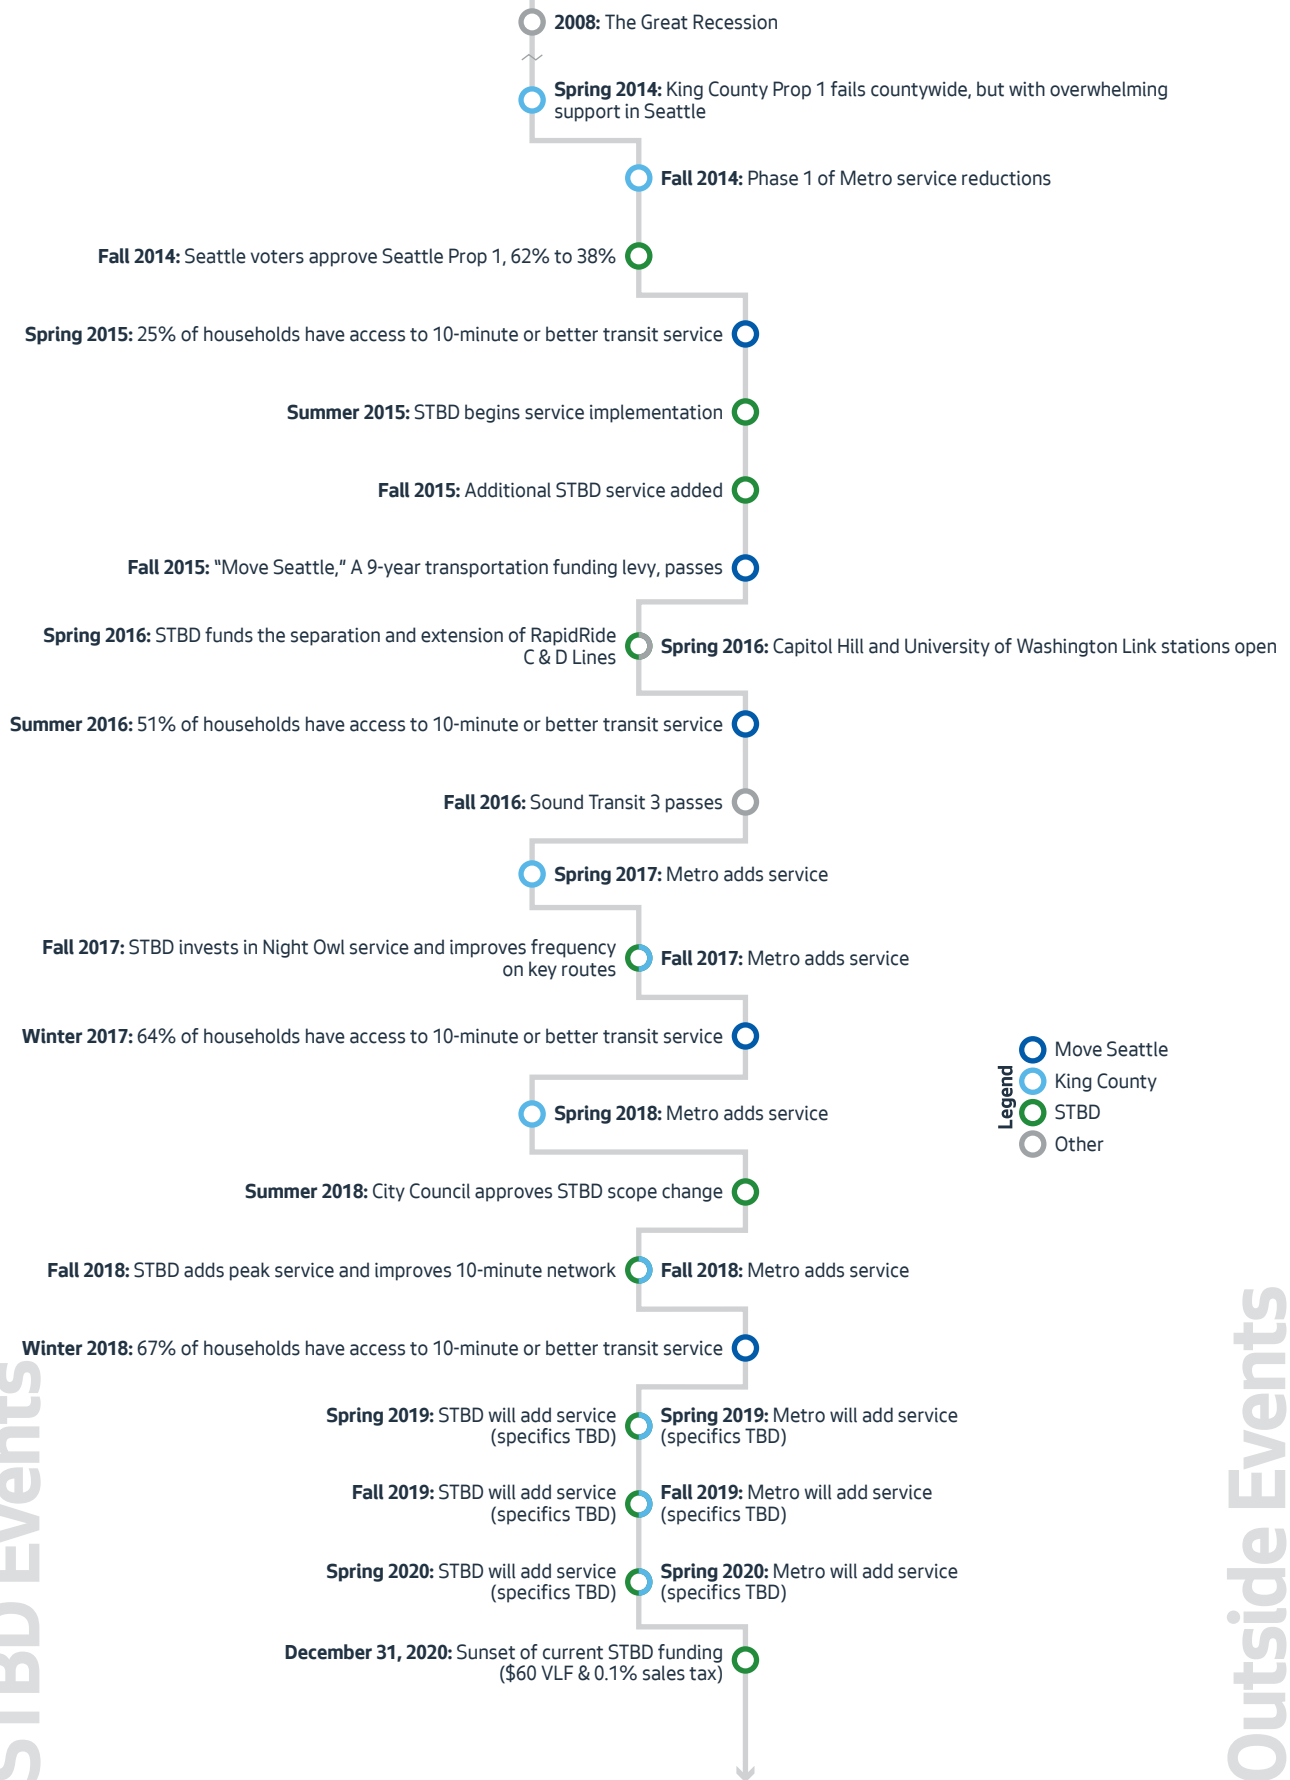 2008: The Great Recession
Spring 2014: King County Prop 1 fails countywide, but with overwhelming
support in Seattle
Fall 2014: Phase 1 of Metro service reductions
Fall 2014: Seattle voters approve Seattle Prop 1, 62% to 38%
Spring 2015: 25% of households have access to 10-minute or better transit service
Summer 2015: STBD begins service implementation
Fall 2015: Additional STBD service added
Fall 2015: “Move Seattle,” A 9-year transportation funding levy, passes
Spring 2016: STBD funds the separation and extension of RapidRide
C & D Lines
Spring 2016: Capitol Hill and University of Washington Link stations open
Summer 2016: 51% of households have access to 10-minute or better transit service
Fall 2016: Sound Transit 3 passes
Spring 2017: Metro adds service
Fall 2017: STBD invests in Night Owl service and improves frequency
on key routes
Fall 2017: Metro adds service
Winter 2017: 64% of households have access to 10-minute or better transit service
Legend
Move Seattle
King County
STBD
Other
Spring 2018: Metro adds service
Summer 2018: City Council approves STBD scope change
Fall 2018: STBD adds peak service and improves 10-minute network
Fall 2018: Metro adds service
Winter 2018: 67% of households have access to 10-minute or better transit service
Spring 2019: STBD will add service
(specifics TBD)
Spring 2019: Metro will add service
(specifics TBD)
Fall 2019: STBD will add service
(specifics TBD)
Fall 2019: Metro will add service
(specifics TBD)
Spring 2020: STBD will add service
(specifics TBD)
Spring 2020: Metro will add service
(specifics TBD)
December 31, 2020: Sunset of current STBD funding
($60 VLF & 0.1% sales tax)
STBD Events
Outside Events